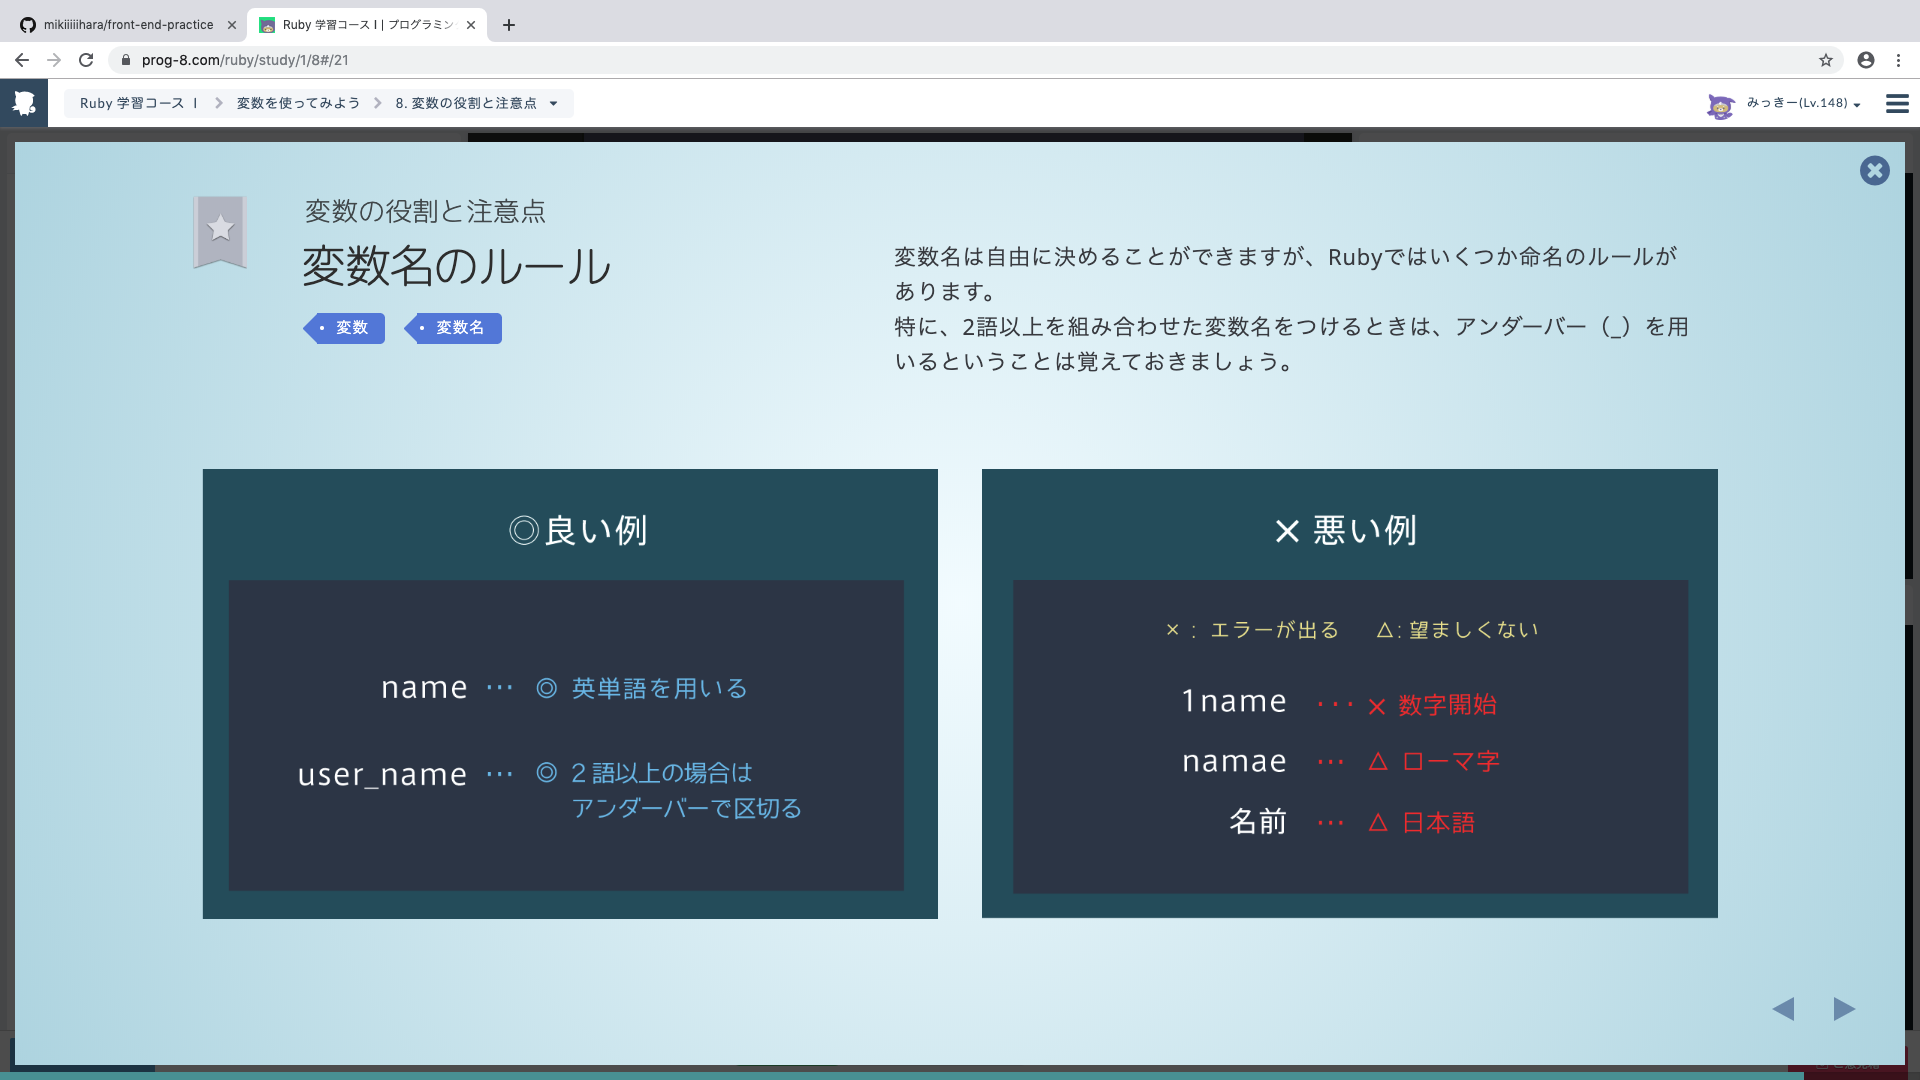 mikiiiiihara/front-end-practice
Ruby 学習コース I | プログラミン
prog-8.com/ruby/study/1/8#/21
Ruby 学習コース I
変数を使ってみよう
8. 変数の役割と注意点
みっきー(Lv.148)
変数の役割と注意点
変数名のルール
変数
変数名
変数名は自由に決めることができますが、Rubyではいくつか命名のルールが
あります。
特に、2語以上を組み合わせた変数名をつけるときは、アンダーバー（_）を用
いるということは覚えておきましょう。
◎良い例
name … ◎ 英単語を用いる
user_name … ◎ 2語以上の場合は
アンダーバーで区切る
× 悪い例
× : エラーが出る △: 望ましくない
1name ・・・ × 数字開始
namae … △ ローマ字
名前 … △ 日本語